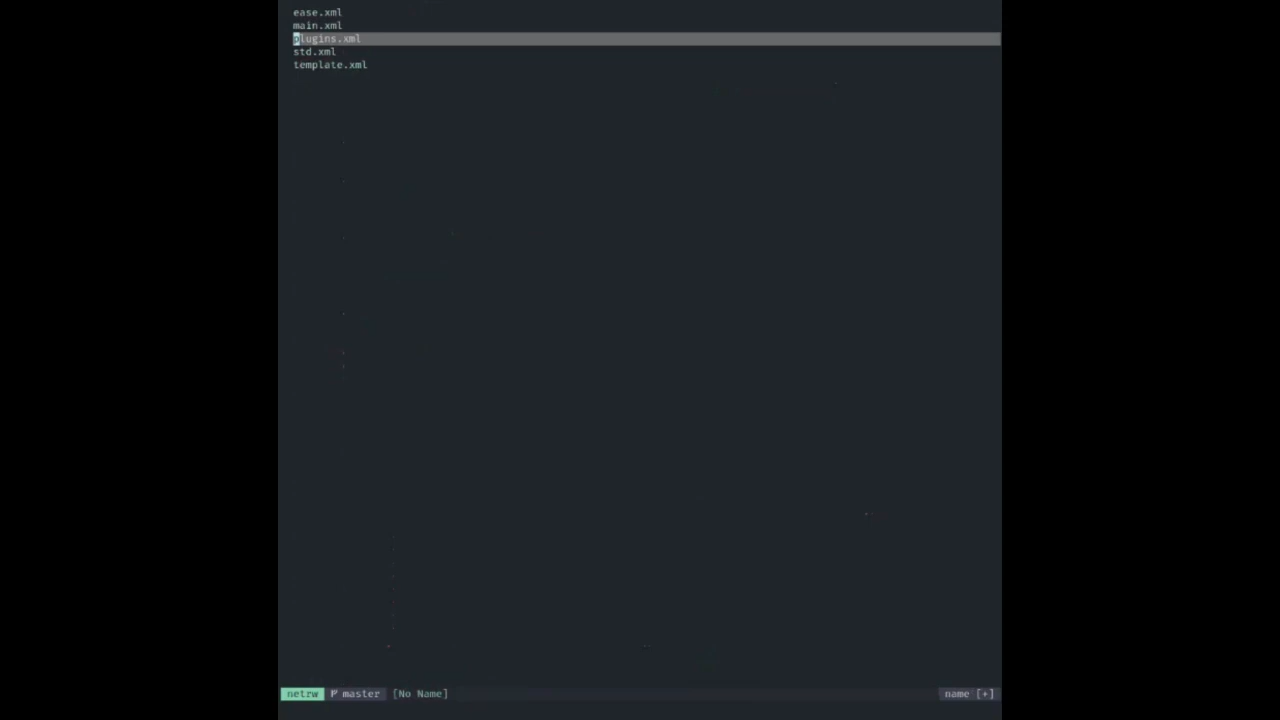 ease.xml
main.xml
plugins.xml
std.xml
template.xml
netrw master [No Name] name [+]